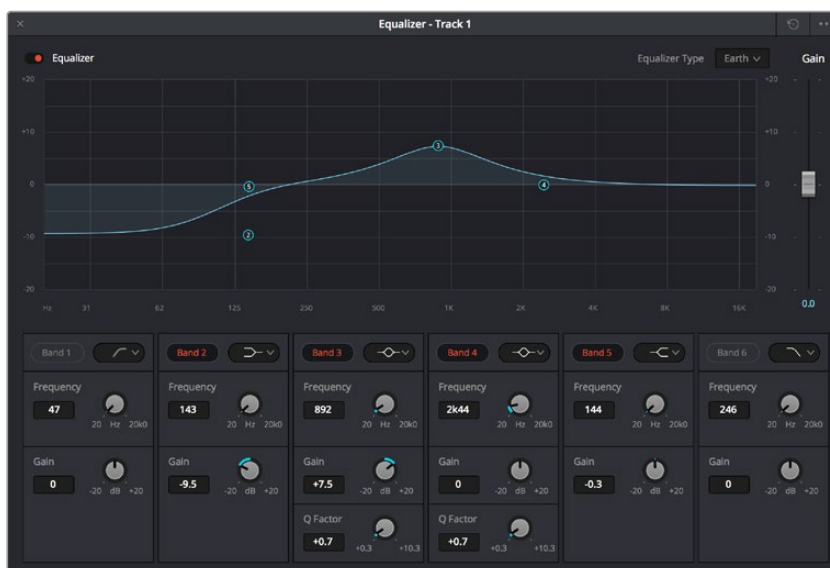 Equalizer - Track 1
Equalizer
Equalizer Type
Earth
Gain
+20
+20
+10
+10
0
0
-10
-10
-20
-20
Hz 31 62 125 250 500 1K 2K 4K 8K 16K
3
5
4
2
0.0
Band 1
Band 2
Band 3
Band 4
Band 5
Band 6
Frequency
Frequency
Frequency
Frequency
Frequency
Frequency
47
143
892
2k44
144
246
20 Hz 20k0
20 Hz 20k0
20 Hz 20k0
20 Hz 20k0
20 Hz 20k0
20 Hz 20k0
Gain
Gain
Gain
Gain
Gain
Gain
0
-9.5
+7.5
0
-0.3
0
-20 dB +20
-20 dB +20
-20 dB +20
-20 dB +20
-20 dB +20
-20 dB +20
Q Factor
Q Factor
+0.7
+0.7
+0.3 +10.3
+0.3 +10.3